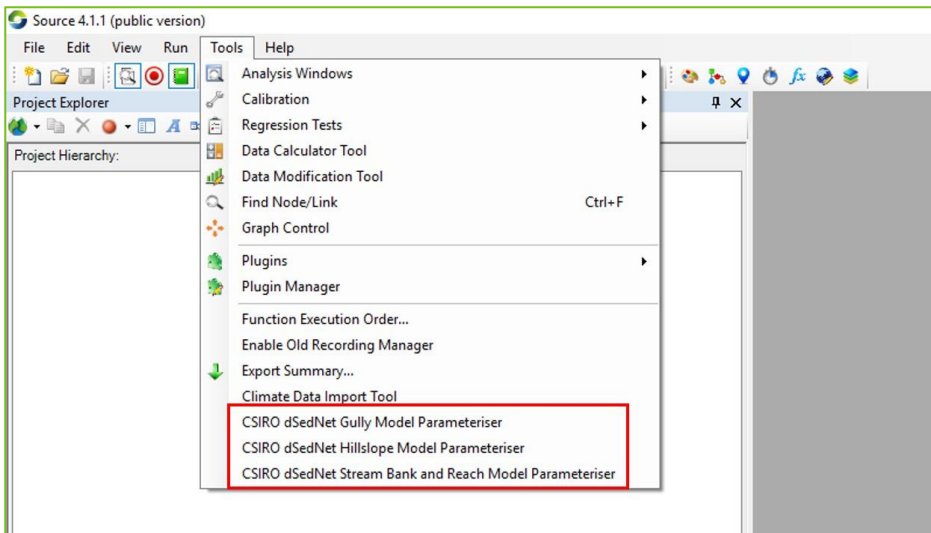 Source 4.1.1 (public version)
File Edit View Run Tools Help
Project Explorer
Project Hierarchy:
Analysis Windows
Calibration
Regression Tests
Data Calculator Tool
Data Modification Tool
Find Node/Link Ctrl+F
Graph Control
Plugins
Plugin Manager
Function Execution Order...
Enable Old Recording Manager
Export Summary...
Climate Data Import Tool
CSIRO dSedNet Gully Model Parameteriser
CSIRO dSedNet Hillslope Model Parameteriser
CSIRO dSedNet Stream Bank and Reach Model Parameteriser